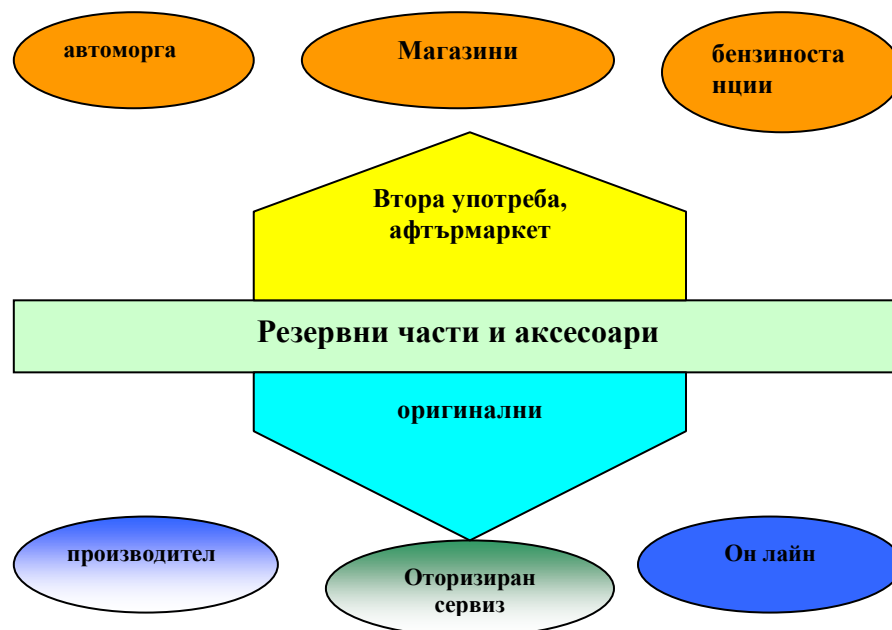 автоморга
Магазини
бензиноста
нции
Втора употреба,
афтърмаркет
Резервни части и аксесоари
оригинални
производител
Оторизиран
сервиз
Он лайн